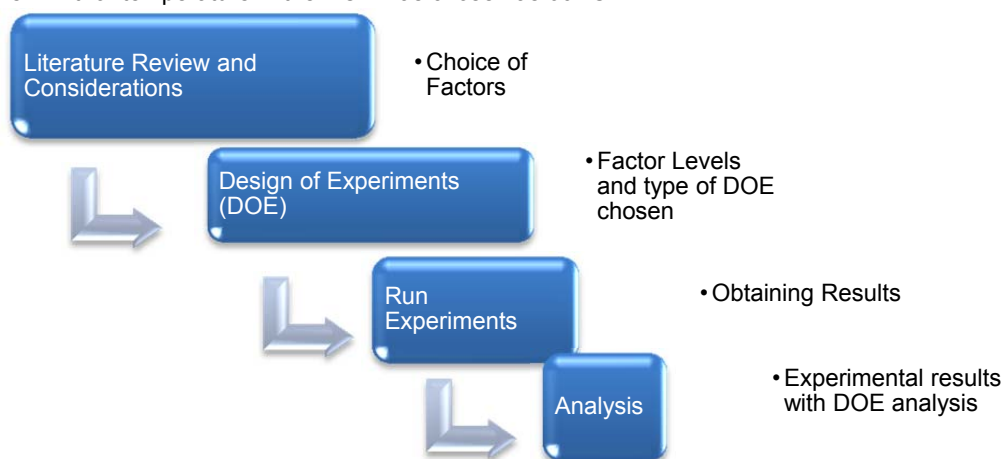 Literature Review and
Considerations
• Choice of
Factors
Design of Experiments
(DOE)
• Factor Levels
and type of DOE
chosen
Run
Experiments
• Obtaining Results
Analysis
• Experimental results
with DOE analysis